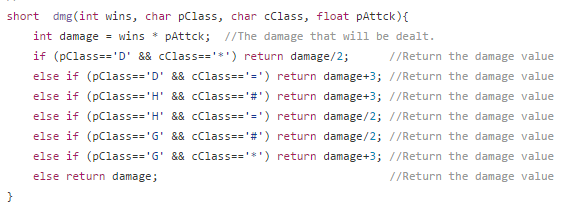 short  dmg(int wins, char pClass, char cClass, float pAttck){
    int damage = wins * pAttck;  //The damage that will be dealt.
    if (pClass=='D' && cClass=='*') return damage/2;      //Return the damage value
    else if (pClass=='D' && cClass=='=') return damage+3; //Return the damage value
    else if (pClass=='H' && cClass=='#') return damage+3; //Return the damage value
    else if (pClass=='H' && cClass=='=') return damage/2; //Return the damage value
    else if (pClass=='G' && cClass=='#') return damage/2; //Return the damage value
    else if (pClass=='G' && cClass=='*') return damage+3; //Return the damage value
    else return damage;                                   //Return the damage value
}